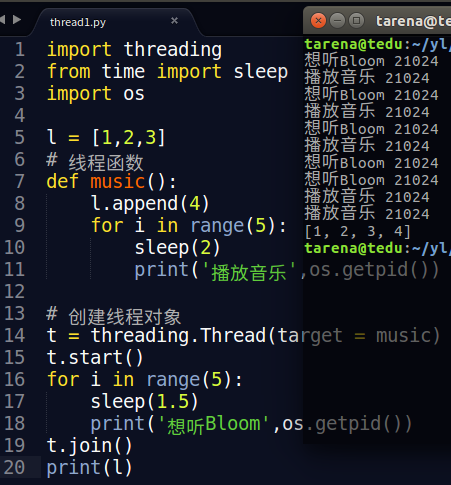 thread1.py
1 import threading
2 from time import sleep
3 import os
4
5 l = [1,2,3]
6 # 线程函数
7 def music():
8 l.append(4)
9 for i in range(5):
10 sleep(2)
11 print('播放音乐',os.getpid())
12
13 # 创建线程对象
14 t = threading.Thread(target = music)
15 t.start()
16 for i in range(5):
17 sleep(1.5)
18 print('想听Bloom',os.getpid())
19 t.join()
20 print(l)
tarena@te
tarena@tedu:~/yl/
想听Bloom 21024
播放音乐 21024
想听Bloom 21024
播放音乐 21024
想听Bloom 21024
播放音乐 21024
想听Bloom 21024
想听Bloom 21024
播放音乐 21024
播放音乐 21024
[1, 2, 3, 4]
tarena@tedu:~/yl/